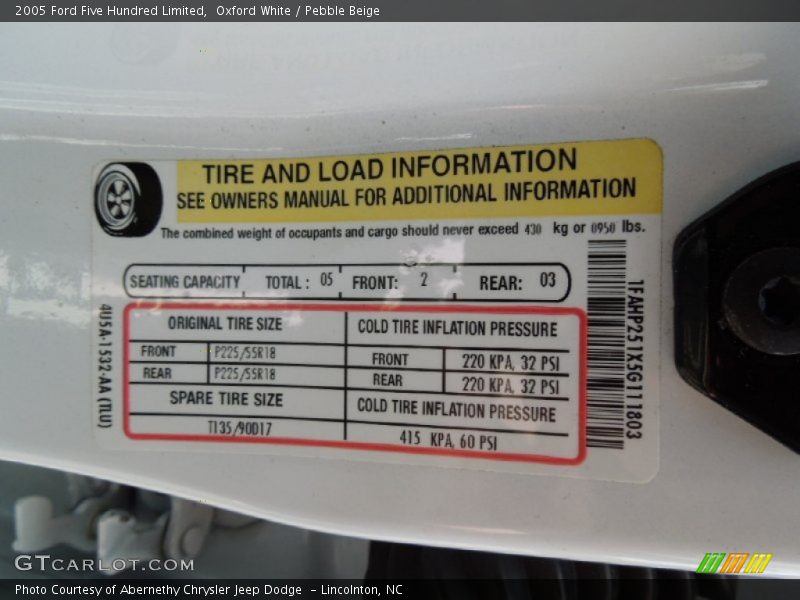 2005 Ford Five Hundred Limited,  Oxford White / Pebble Beige
TIRE AND LOAD INFORMATION
SEE OWNERS MANUAL FOR ADDITIONAL INFORMATION
The combined weight of occupants and cargo should never exceed 430 kg or 0950 lbs.
SEATING CAPACITY TOTAL: 05 FRONT: 2 REAR: 03
ORIGINAL TIRE SIZE COLD TIRE INFLATION PRESSURE
FRONT P225/55R18 FRONT 220 KPA, 32 PSI
REAR P225/55R18 REAR 220 KPA, 32 PSI
SPARE TIRE SIZE COLD TIRE INFLATION PRESSURE
T135/90D17 415 KPA, 60 PSI
4U5A-1532-AA (TLU)
1FAHP251X5G111803
GTCARLOT.COM
Photo Courtesy of Abernethy Chrysler Jeep Dodge - Lincolnton, NC